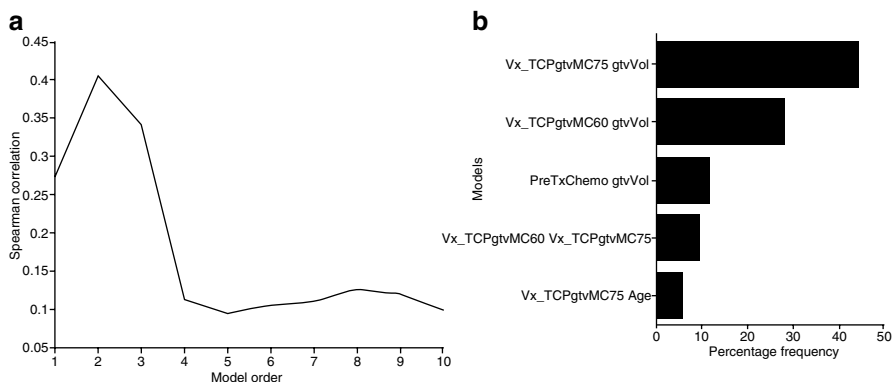 a
0.45
0.4
0.35
0.3
0.25
0.2
0.15
0.1
0.05
Spearman correlation
1 2 3 4 5 6 7 8 9 10
Model order
b
Vx_TCPgtvMC75 gtvVol
Vx_TCPgtvMC60 gtvVol
PreTxChemo gtvVol
Vx_TCPgtvMC60 Vx_TCPgtvMC75
Vx_TCPgtvMC75 Age
Models
0 10 20 30 40 50
Percentage frequency